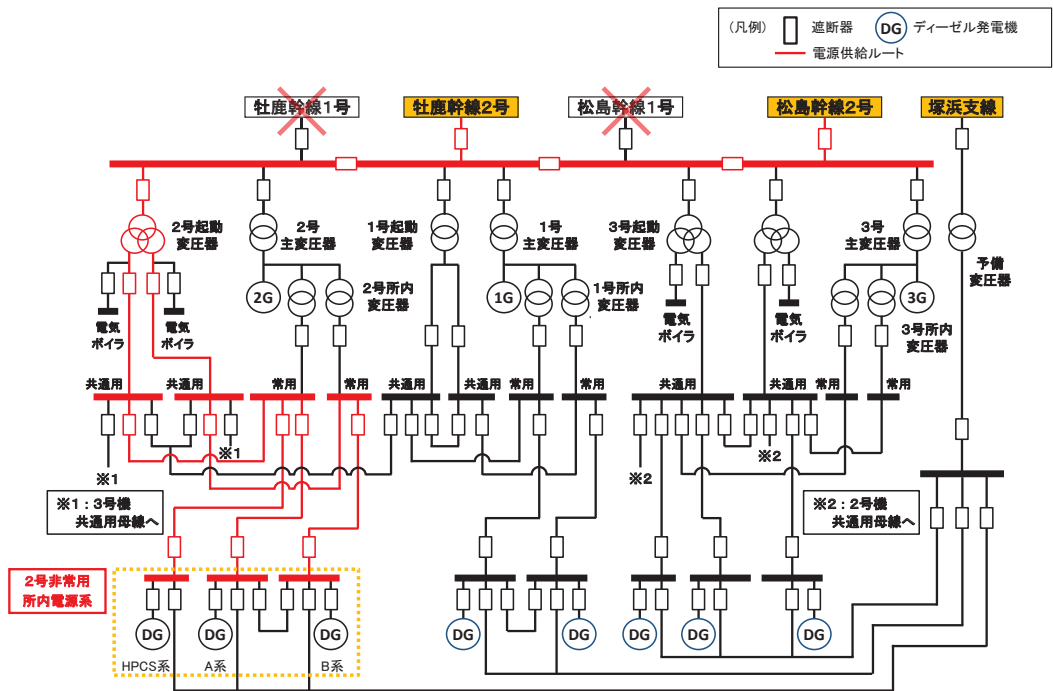 (凡例) 遮断器 DG ディーゼル発電機
電源供給ルート
牡鹿幹線1号
牡鹿幹線2号
松島幹線1号
松島幹線2号
塚浜支線
2号起動
変圧器
2号
主変圧器
1号起動
変圧器
1号
主変圧器
3号起動
変圧器
3号
主変圧器
予備
変圧器
2G
2号所内
変圧器
1G
1号所内
変圧器
3G
3号所内
変圧器
電気
ボイラ
電気
ボイラ
電気
ボイラ
電気
ボイラ
共通用
共通用
常用
常用
共通用
共通用
常用
常用
共通用
共通用
常用
常用
※1
※1
※2
※2
※1:3号機
共通用母線へ
※2:2号機
共通用母線へ
2号非常用
所内電源系
DG
DG
DG
DG
DG
DG
DG
DG
HPCS系
A系
B系